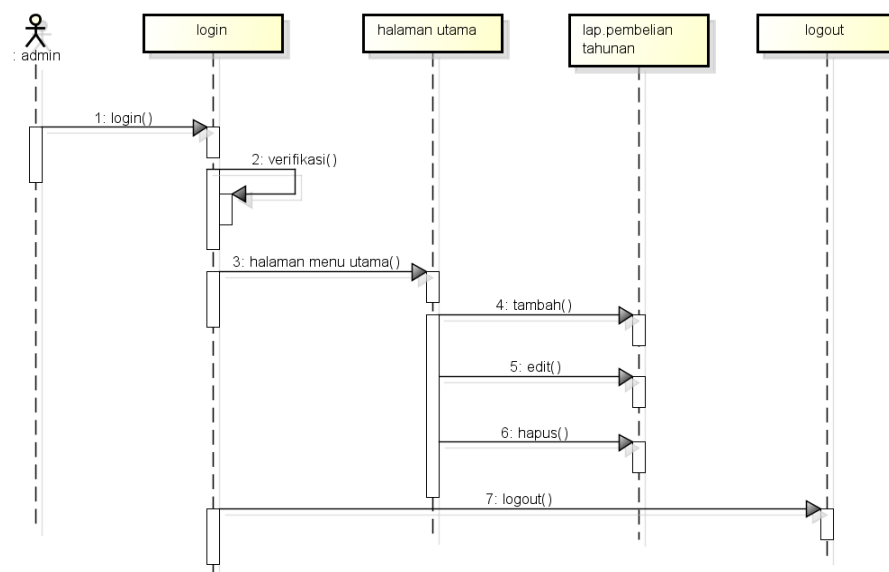 : admin
login
halaman utama
lap.pembelian
tahunan
logout
1: login()
2: verifikasi()
3: halaman menu utama()
4: tambah()
5: edit()
6: hapus()
7: logout()